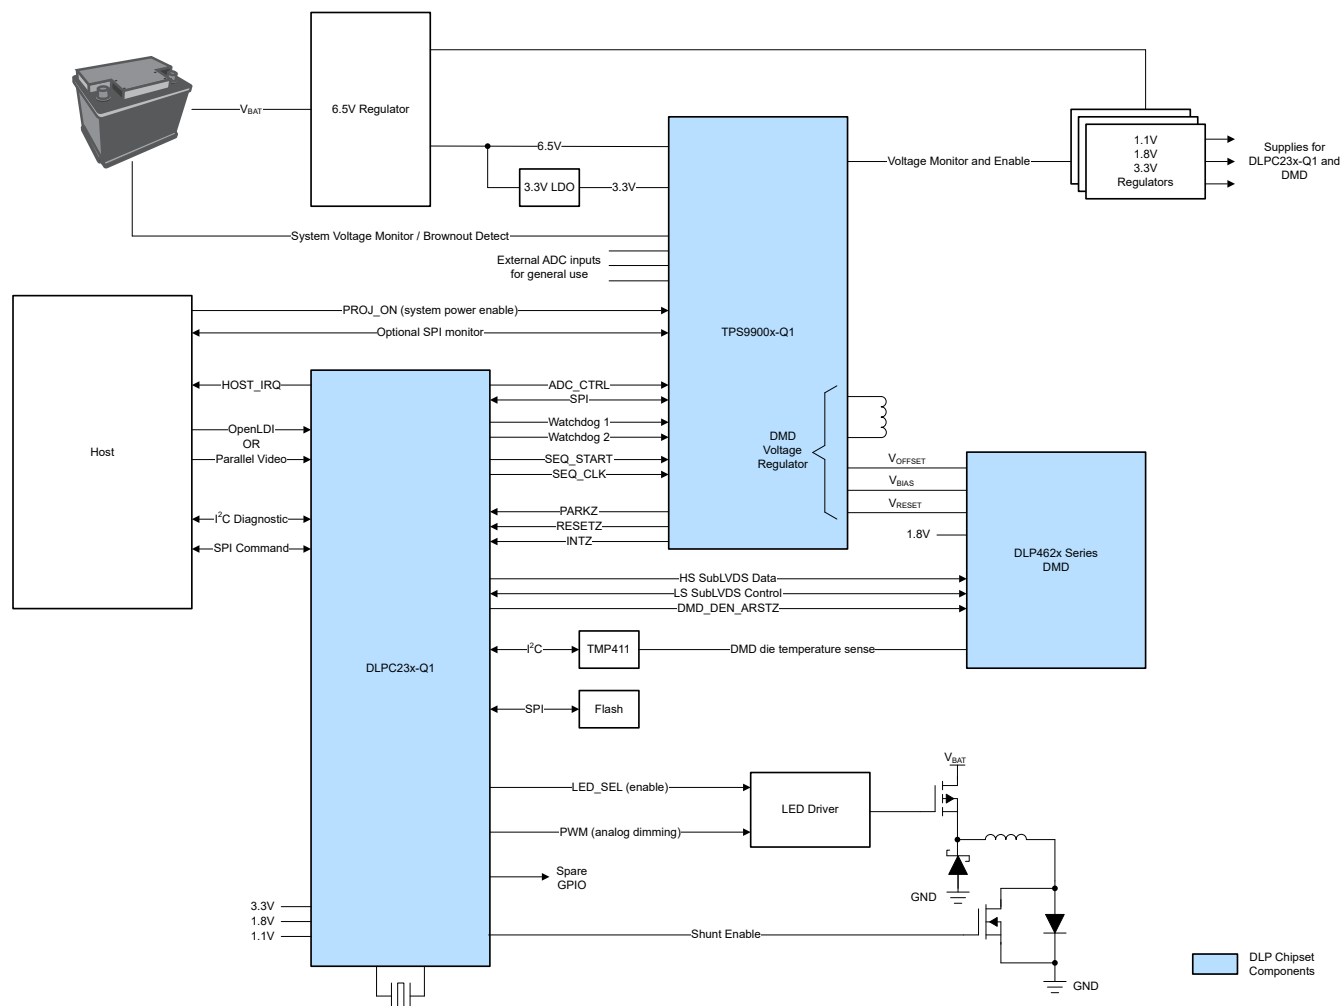 V_BAT
6.5V Regulator
6.5V
3.3V LDO
3.3V
System Voltage Monitor / Brownout Detect
External ADC inputs
for general use
TPS9900x-Q1
Voltage Monitor and Enable
1.1V
1.8V
3.3V
Regulators
Supplies for
DLPC23x-Q1 and
DMD
Host
PROJ_ON (system power enable)
Optional SPI monitor
HOST_IRQ
OpenLDI
OR
Parallel Video
I²C Diagnostic
SPI Command
ADC_CTRL
SPI
Watchdog 1
Watchdog 2
SEQ_START
SEQ_CLK
PARKZ
RESETZ
INTZ
DMD
Voltage
Regulator
V_OFFSET
V_BIAS
V_RESET
1.8V
DLP462x Series
DMD
HS SubLVDS Data
LS SubLVDS Control
DMD_DEN_ARSTZ
DLPC23x-Q1
I²C
TMP411
DMD die temperature sense
SPI
Flash
LED_SEL (enable)
PWM (analog dimming)
LED Driver
V_BAT
GND
Spare
GPIO
3.3V
1.8V
1.1V
Shunt Enable
GND
DLP Chipset
Components